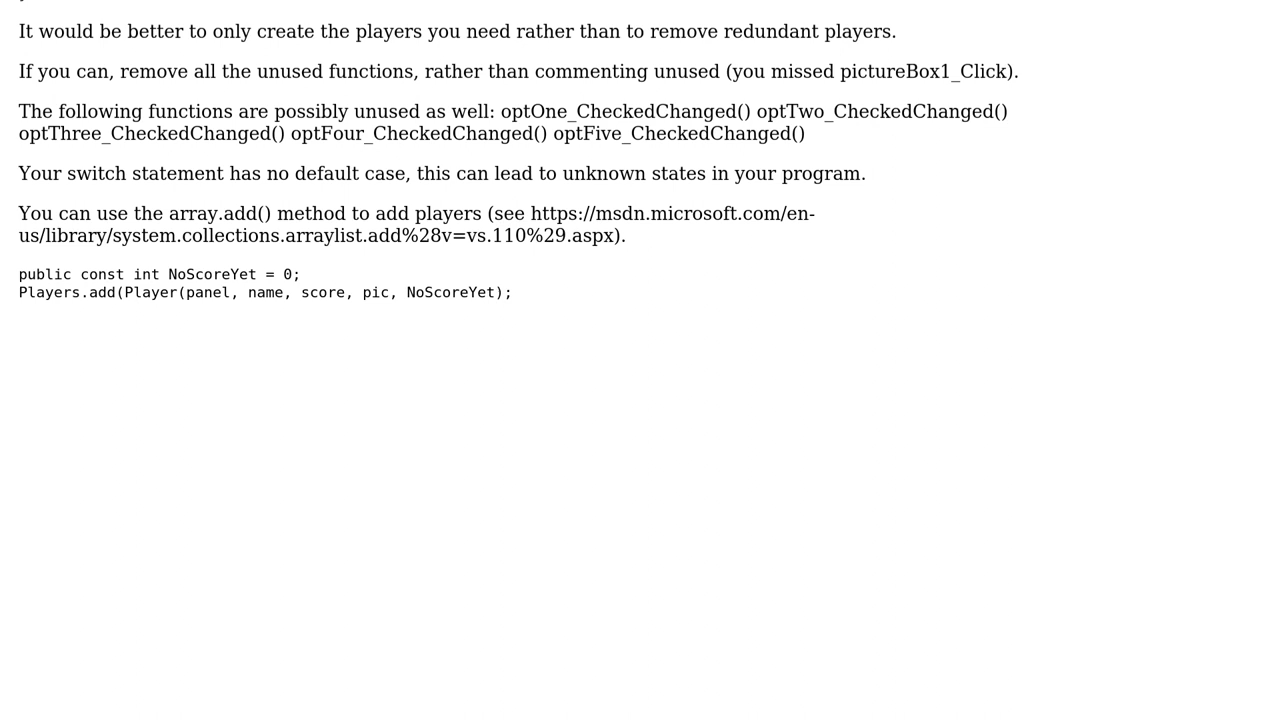 It would be better to only create the players you need rather than to remove redundant players.
If you can, remove all the unused functions, rather than commenting unused (you missed pictureBox1_Click).
The following functions are possibly unused as well: optOne_CheckedChanged() optTwo_CheckedChanged()
optThree_CheckedChanged() optFour_CheckedChanged() optFive_CheckedChanged()
Your switch statement has no default case, this can lead to unknown states in your program.
You can use the array.add() method to add players (see https://msdn.microsoft.com/en-
us/library/system.collections.arraylist.add%28v=vs.110%29.aspx).
public const int NoScoreYet = 0;
Players.add(Player(panel, name, score, pic, NoScoreYet);